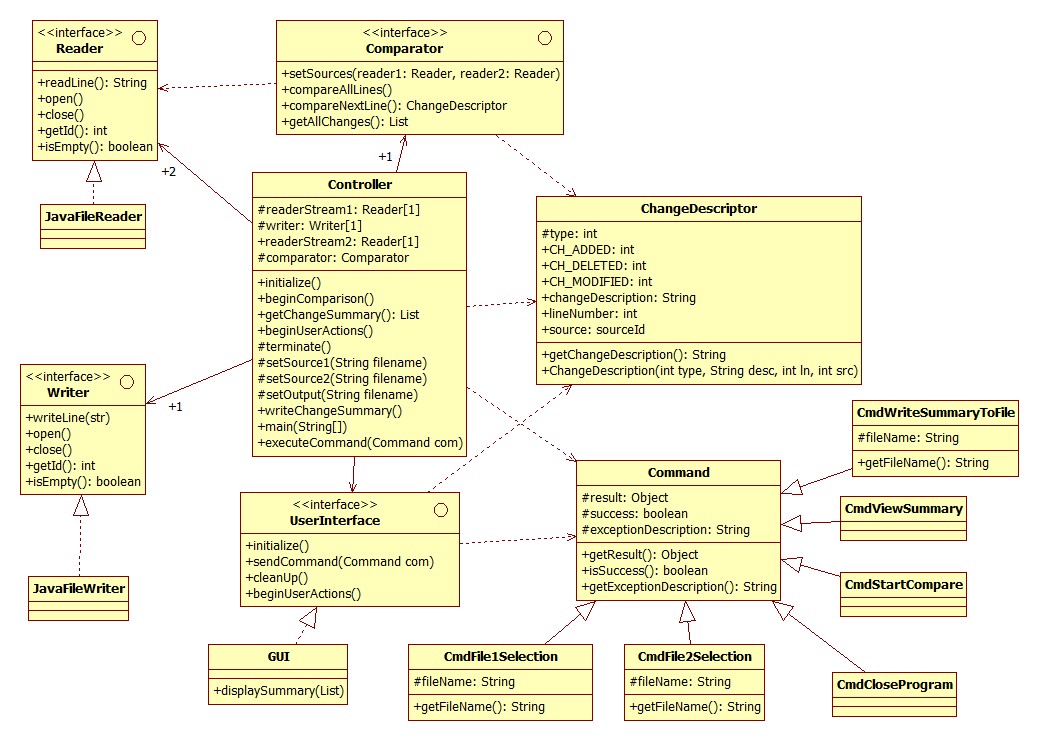 <<interface>>
Reader
+readLine(): String
+open()
+close()
+getId(): int
+isEmpty(): boolean
<<interface>>
Comparator
+setSources(reader1: Reader, reader2: Reader)
+compareAllLines()
+compareNextLine(): ChangeDescriptor
+getAllChanges(): List
+1
+2
JavaFileReader
Controller
#readerStream1: Reader[1]
#writer: Writer[1]
+readerStream2: Reader[1]
#comparator: Comparator
+initialize()
+beginComparison()
+getChangeSummary(): List
+beginUserActions()
#terminate()
#setSource1(String filename)
#setSource2(String filename)
#setOutput(String filename)
+writeChangeSummary()
+main(String[])
+executeCommand(Command com)
ChangeDescriptor
#type: int
+CH_ADDED: int
+CH_DELETED: int
+CH_MODIFIED: int
+changeDescription: String
+lineNumber: int
+source: sourceId
+getChangeDescription(): String
+ChangeDescription(int type, String desc, int ln, int src)
<<interface>>
Writer
+writeLine(str)
+open()
+close()
+getId(): int
+isEmpty(): boolean
+1
JavaFileWriter
<<interface>>
UserInterface
+initialize()
+sendCommand(Command com)
+cleanUp()
+beginUserActions()
Command
#result: Object
#success: boolean
#exceptionDescription: String
+getResult(): Object
+isSuccess(): boolean
+getExceptionDescription(): String
CmdWriteSummaryToFile
#fileName: String
+getFileName(): String
CmdViewSummary
CmdStartCompare
GUI
+displaySummary(List)
CmdFile1Selection
#fileName: String
+getFileName(): String
CmdFile2Selection
#fileName: String
+getFileName(): String
CmdCloseProgram